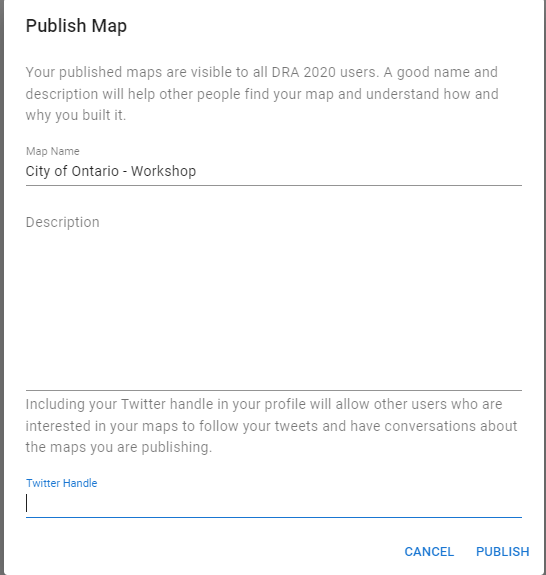 Publish Map
Your published maps are visible to all DRA 2020 users. A good name and
description will help other people find your map and understand how and
why you built it.
Map Name
City of Ontario - Workshop
Description
Including your Twitter handle in your profile will allow other users who are
interested in your maps to follow your tweets and have conversations about
the maps you are publishing.
Twitter Handle
CANCEL PUBLISH